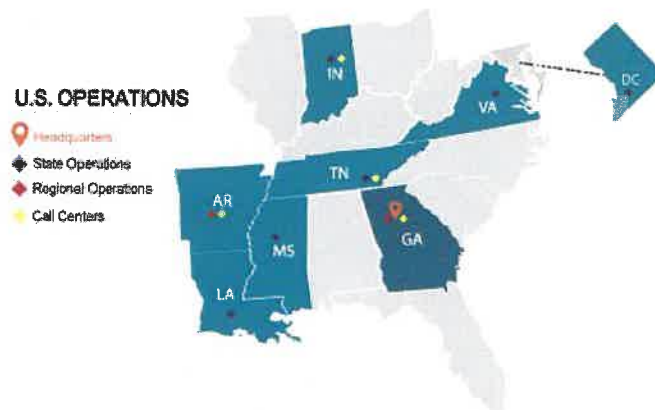 U.S. OPERATIONS
Headquarters
State Operations
Regional Operations
Call Centers
IN
VA
DC
TN
AR
GA
MS
LA